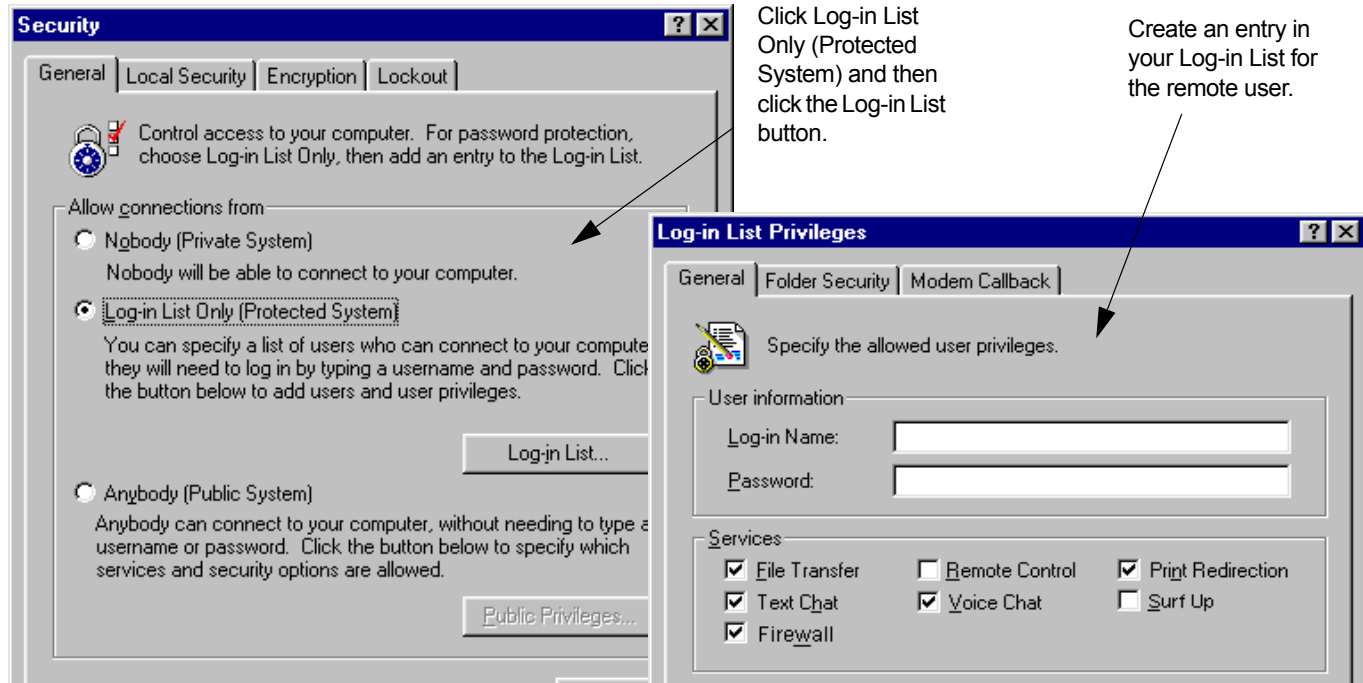 Security
General
Local Security
Encryption
Lockout
Control access to your computer. For password protection,
choose Log-in List Only, then add an entry to the Log-in List.
Allow connections from
Nobody (Private System)
Nobody will be able to connect to your computer.
Log-in List Only (Protected System)
You can specify a list of users who can connect to your compute
they will need to log in by typing a username and password. Click
the button below to add users and user privileges.
Log-in List...
Anybody (Public System)
Anybody can connect to your computer, without needing to type a
username or password. Click the button below to specify which
services and security options are allowed.
Public Privileges...
Click Log-in List
Only (Protected
System) and then
click the Log-in List
button.
Create an entry in
your Log-in List for
the remote user.
Log-in List Privileges
General
Folder Security
Modem Callback
Specify the allowed user privileges.
User information
Log-in Name:
Password:
Services
File Transfer
Remote Control
Print Redirection
Text Chat
Voice Chat
Surf Up
Firewall